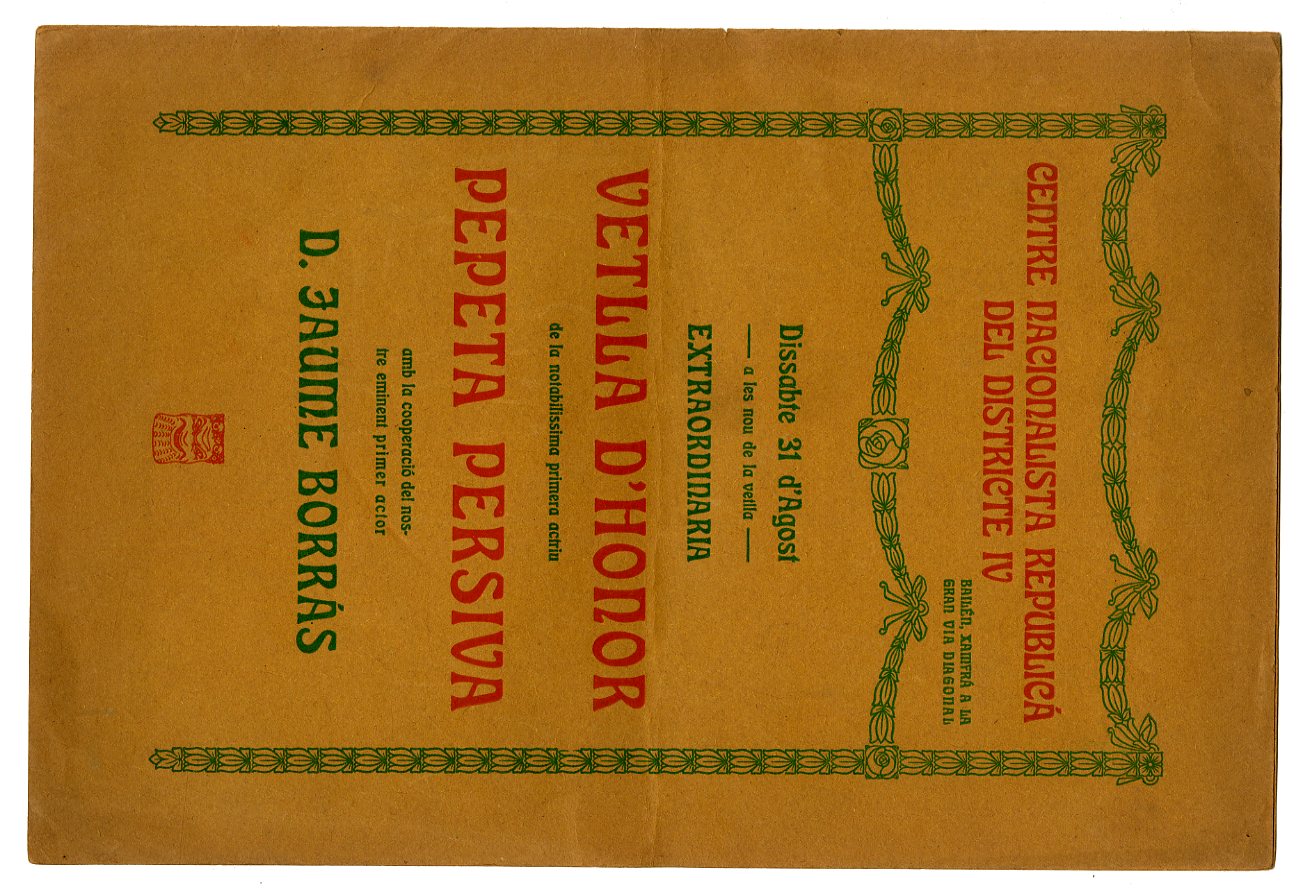 CENTRE NACIONALISTA REPUBLICÁ
DEL DISTRICTE IV
BAILÉN, XAMFRÁ A LA
GRAN VIA DIAGONAL
Dissabte 31 d'Agost
— a les nou de la vetlla —
EXTRAORDINARIA
VETLLA D'HONOR
de la notabilissima primera actriu
PEPETA PERSIVA
amb la cooperació del nos-
tre eminent primer actor
D. JAUME BORRÁS